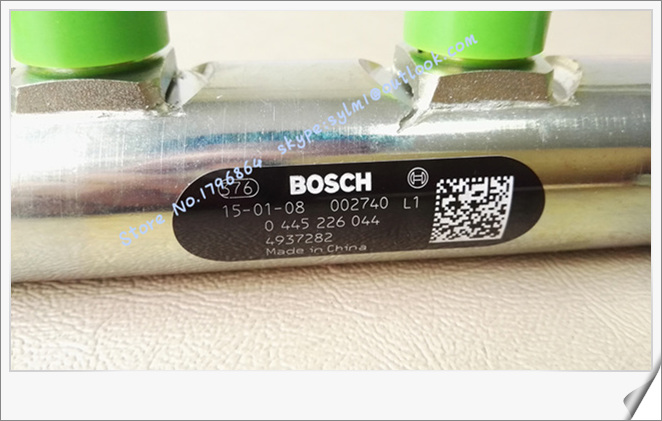 576
BOSCH
15-01-08 002740 L1
0 445 226 044
4937282
Made in China
Store No.1796864 skype:sylmi@outlook.com